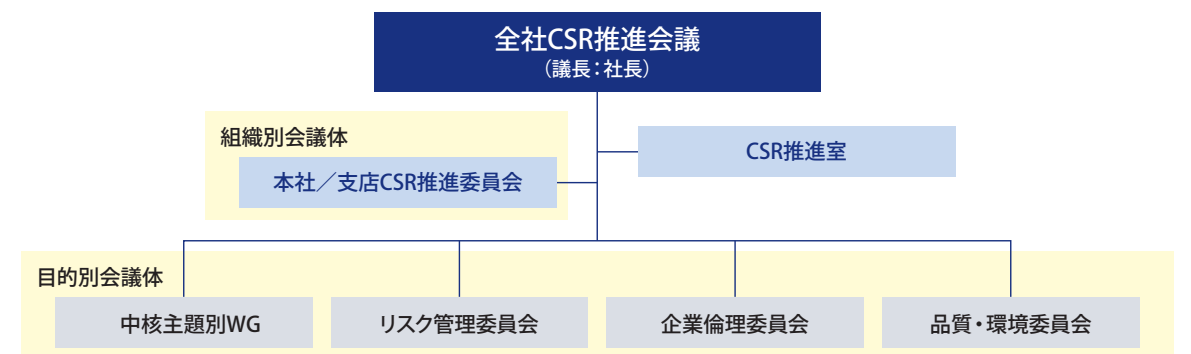 全社CSR推進会議
（議長：社長）
組織別会議体
本社／支店CSR推進委員会
CSR推進室
目的別会議体
中核主題別WG
リスク管理委員会
企業倫理委員会
品質・環境委員会